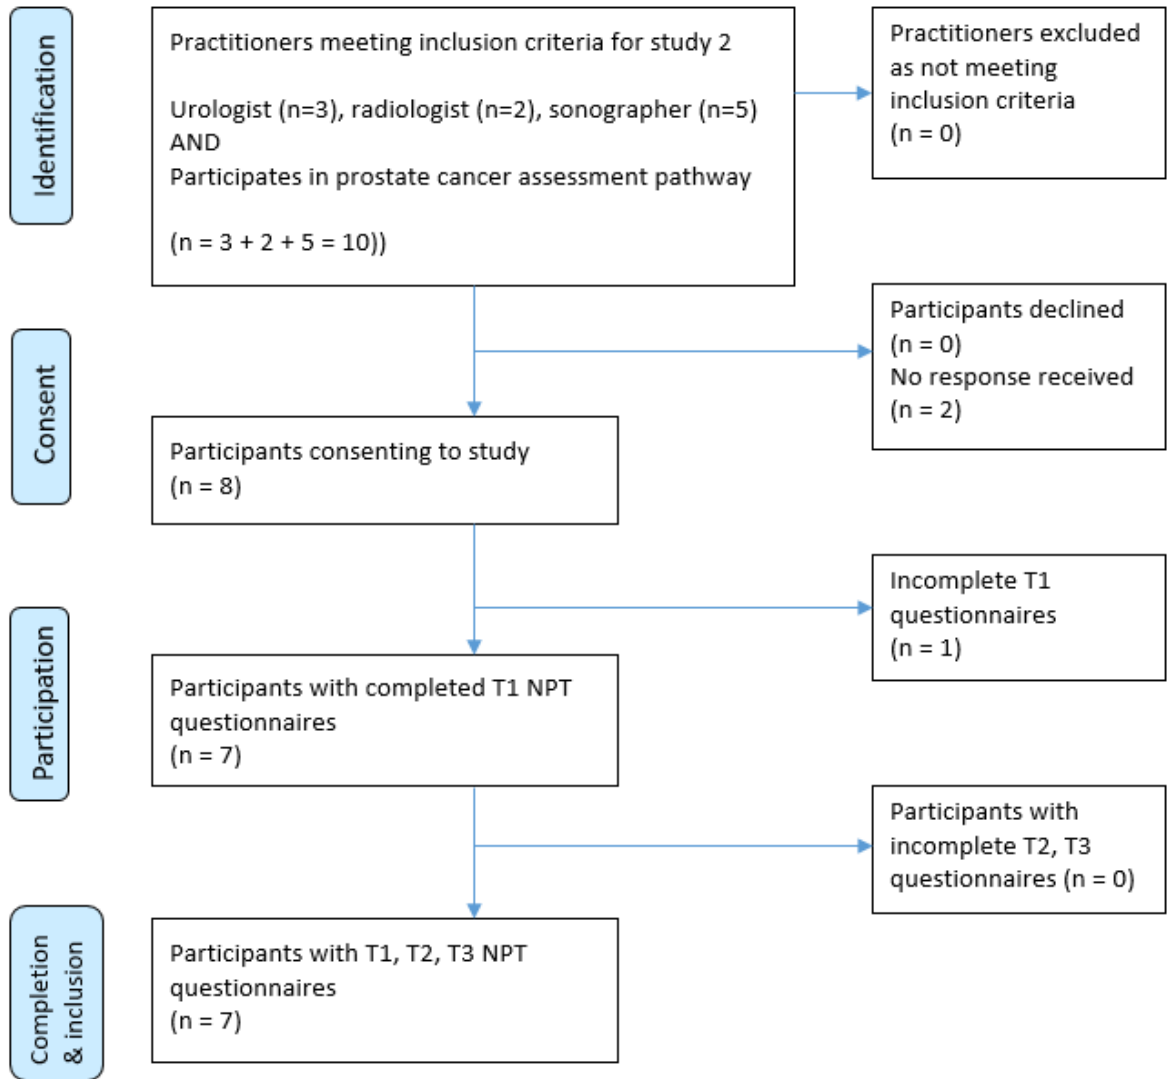 Identification
Practitioners meeting inclusion criteria for study 2
Urologist (n=3), radiologist (n=2), sonographer (n=5)
AND
Participates in prostate cancer assessment pathway
(n = 3 + 2 + 5 = 10))
Practitioners excluded
as not meeting
inclusion criteria
(n = 0)
Consent
Participants declined
(n = 0)
No response received
(n = 2)
Participants consenting to study
(n = 8)
Participation
Incomplete T1
questionnaires
(n = 1)
Participants with completed T1 NPT
questionnaires
(n = 7)
Participants with
incomplete T2, T3
questionnaires (n = 0)
Completion
& inclusion
Participants with T1, T2, T3 NPT
questionnaires
(n = 7)